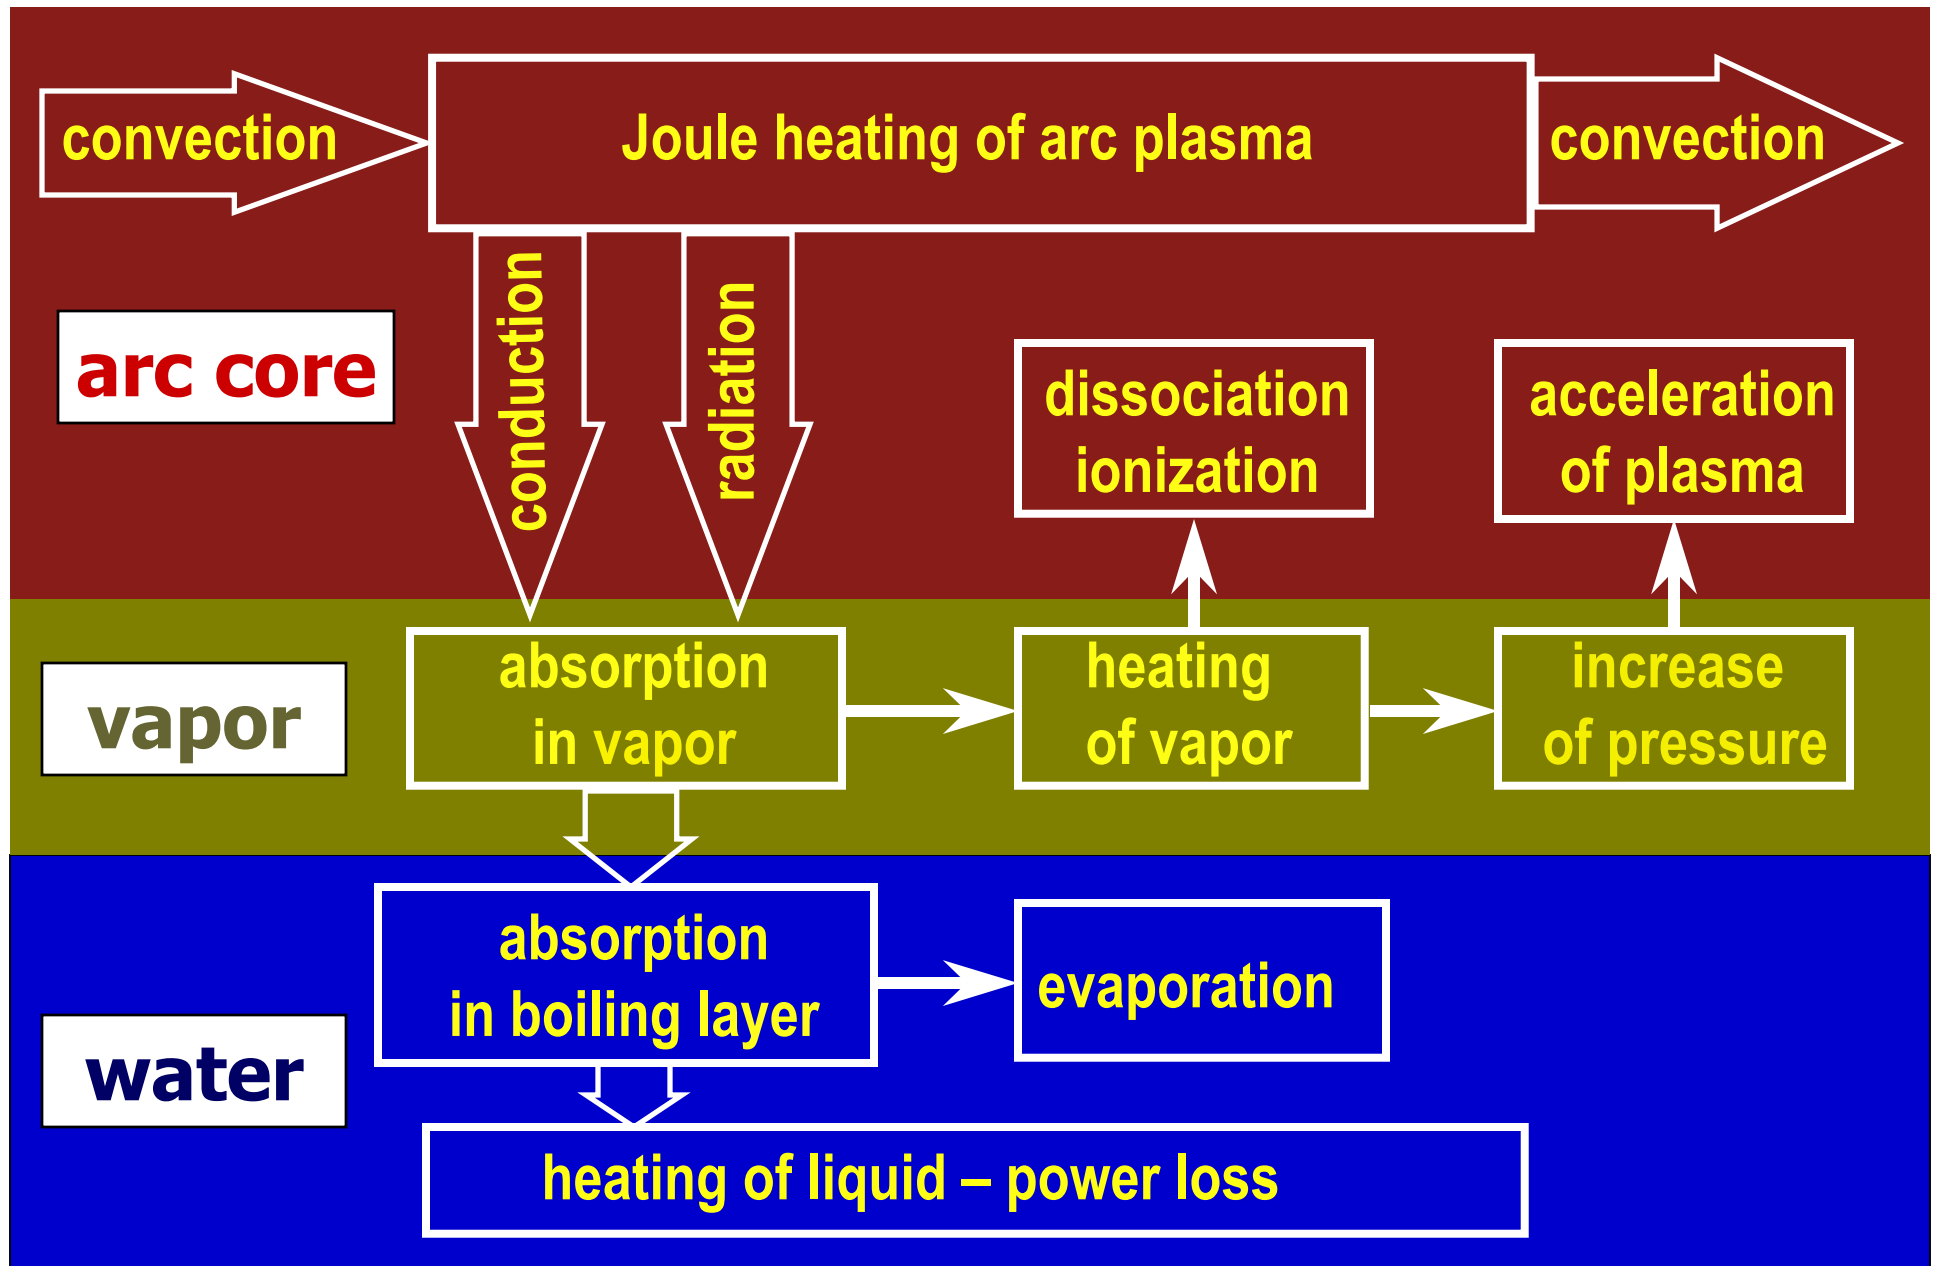 convection
Joule heating of arc plasma
convection
conduction
radiation
arc core
dissociation
ionization
acceleration
of plasma
vapor
absorption
in vapor
heating
of vapor
increase
of pressure
water
absorption
in boiling layer
evaporation
heating of liquid – power loss